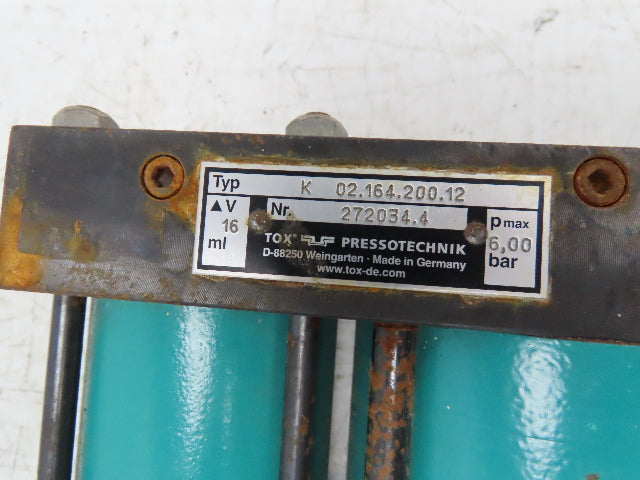 Typ K 02.164.200.12
▲V Nr. 272034.4
16
ml
pmax
6,00
bar
TOX® PRESSOTECHNIK
D-88250 Weingarten · Made in Germany
www.tox-de.com